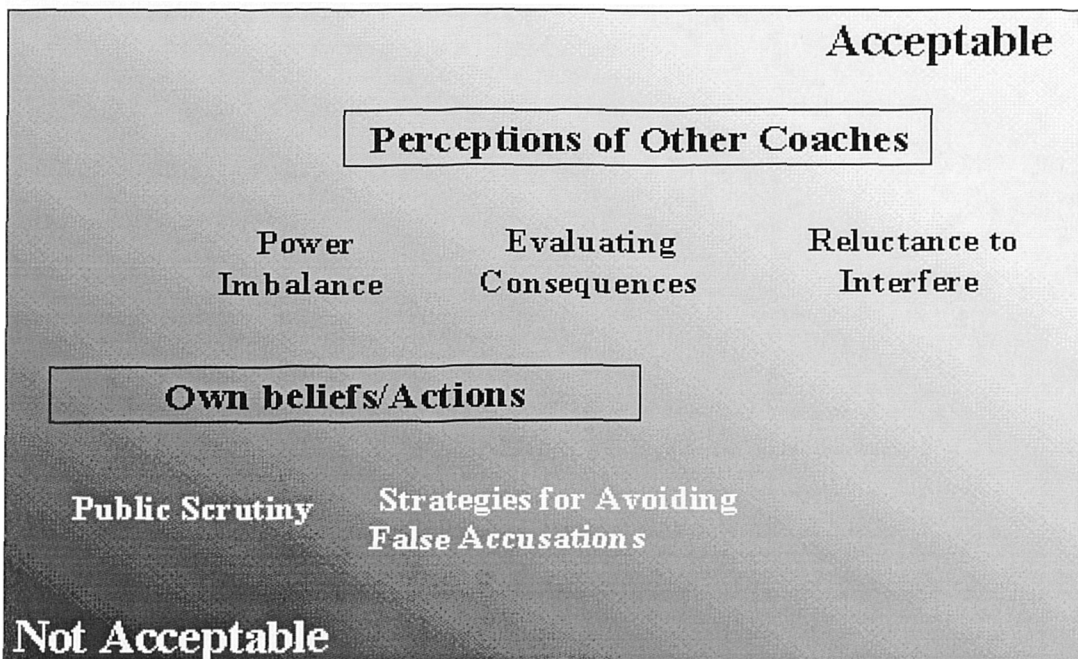 Acceptable
Perceptions of Other Coaches
Power
Imbalance
Evaluating
Consequences
Reluctance to
Interfere
Own beliefs/Actions
Public Scrutiny
Strategies for Avoiding
False Accusations
Not Acceptable